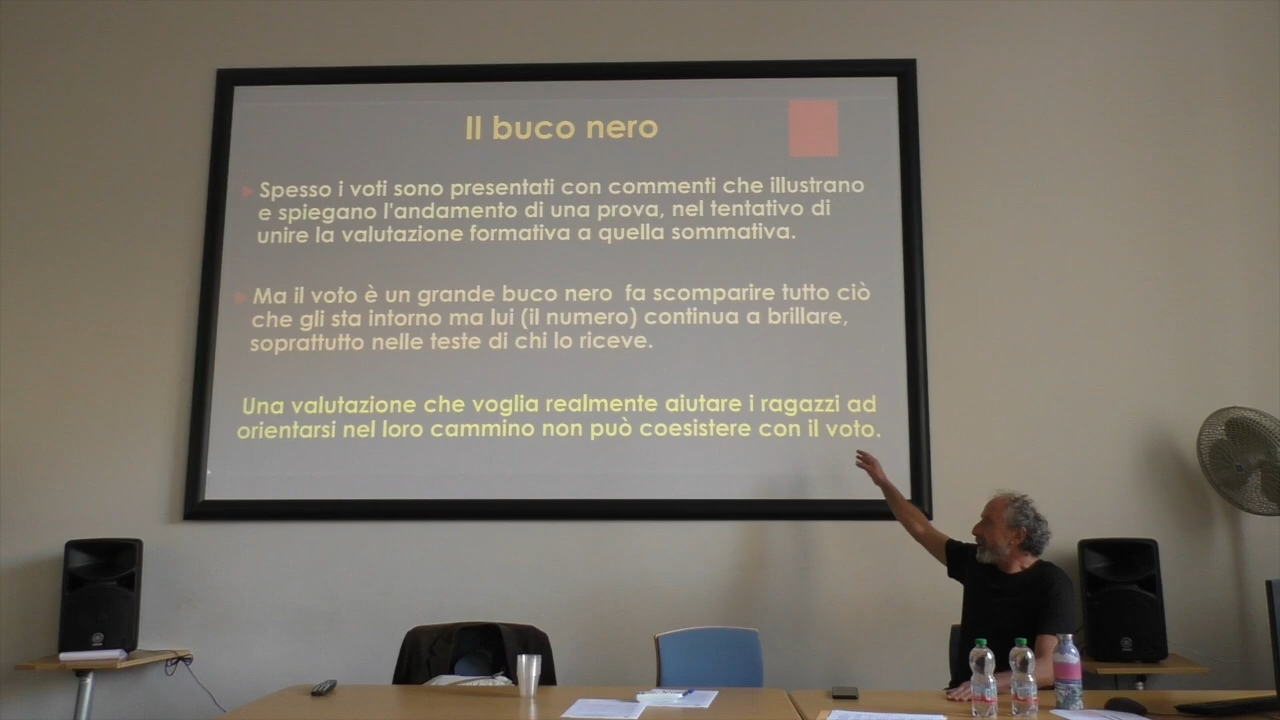 Il buco nero
Spesso i voti sono presentati con commenti che illustrano
e spiegano l'andamento di una prova, nel tentativo di
unire la valutazione formativa a quella sommativa.
Ma il voto è un grande buco nero fa scomparire tutto ciò
che gli sta intorno ma lui (il numero) continua a brillare,
soprattutto nelle teste di chi lo riceve.
Una valutazione che voglia realmente aiutare i ragazzi ad
orientarsi nel loro cammino non può coesistere con il voto.